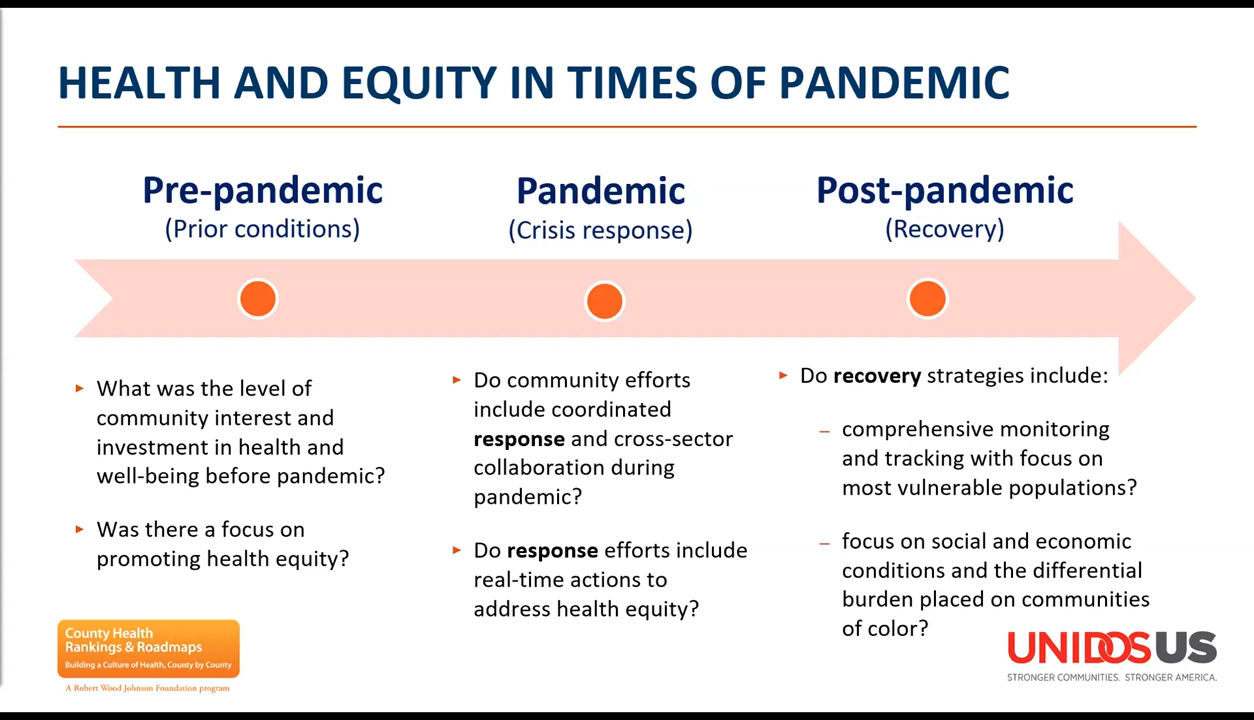 HEALTH AND EQUITY IN TIMES OF PANDEMIC
Pre-pandemic
(Prior conditions)
Pandemic
(Crisis response)
Post-pandemic
(Recovery)
▸ What was the level of
community interest and
investment in health and
well-being before pandemic?
▸ Was there a focus on
promoting health equity?
▸ Do community efforts
include coordinated
response and cross-sector
collaboration during
pandemic?
▸ Do response efforts include
real-time actions to
address health equity?
▸ Do recovery strategies include:
– comprehensive monitoring
and tracking with focus on
most vulnerable populations?
– focus on social and economic
conditions and the differential
burden placed on communities
of color?
County Health
Rankings & Roadmaps
Building a Culture of Health, County by County
A Robert Wood Johnson Foundation program
UNIDOSUS
STRONGER COMMUNITIES. STRONGER AMERICA.